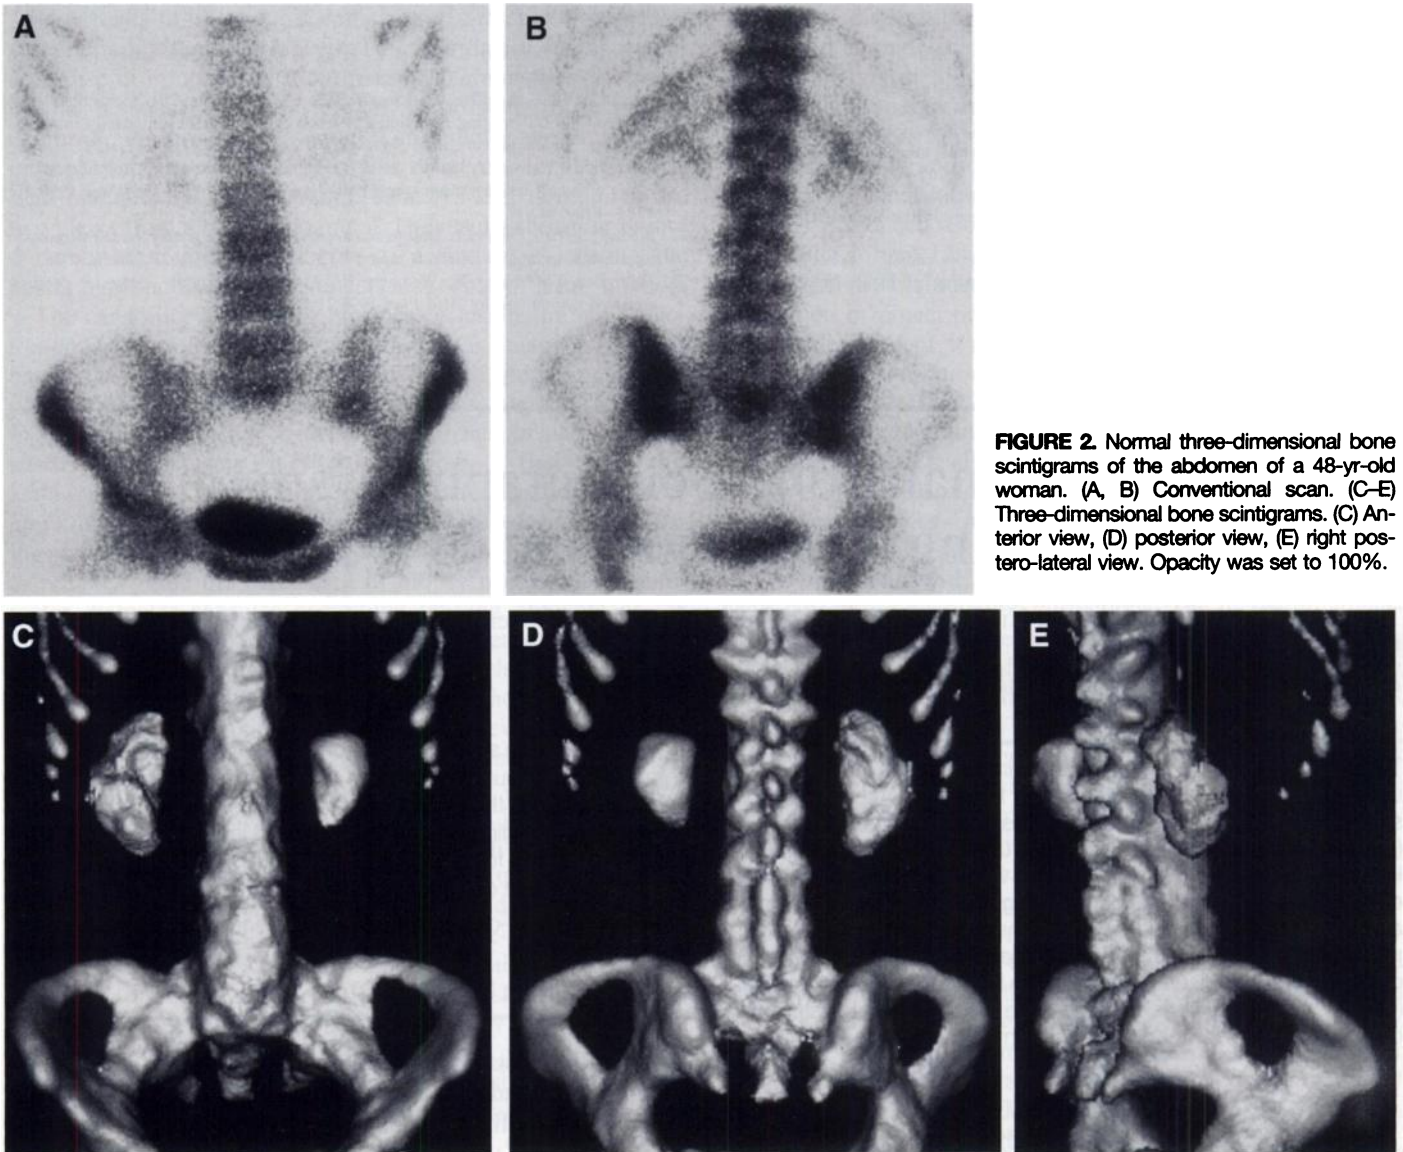 A
B
FIGURE 2. Normal three-dimensional bone
scintigrams of the abdomen of a 48-yr-old
woman. (A, B) Conventional scan. (C–E)
Three-dimensional bone scintigrams. (C) An-
terior view, (D) posterior view, (E) right pos-
tero-lateral view. Opacity was set to 100%.
C
D
E